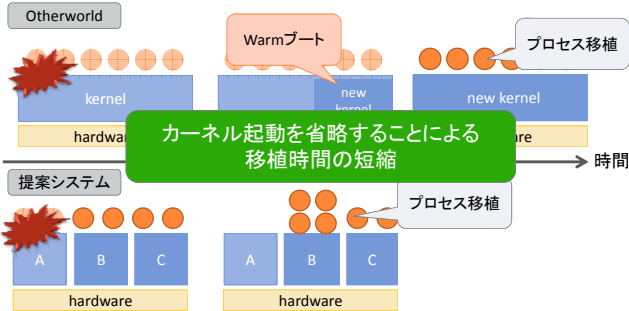 Otherworld
Warmブート
プロセス移植
kernel
new
kernel
new kernel
hardware
カーネル起動を省略することによる
移植時間の短縮
時間
提案システム
プロセス移植
A
B
C
A
B
C
hardware
hardware